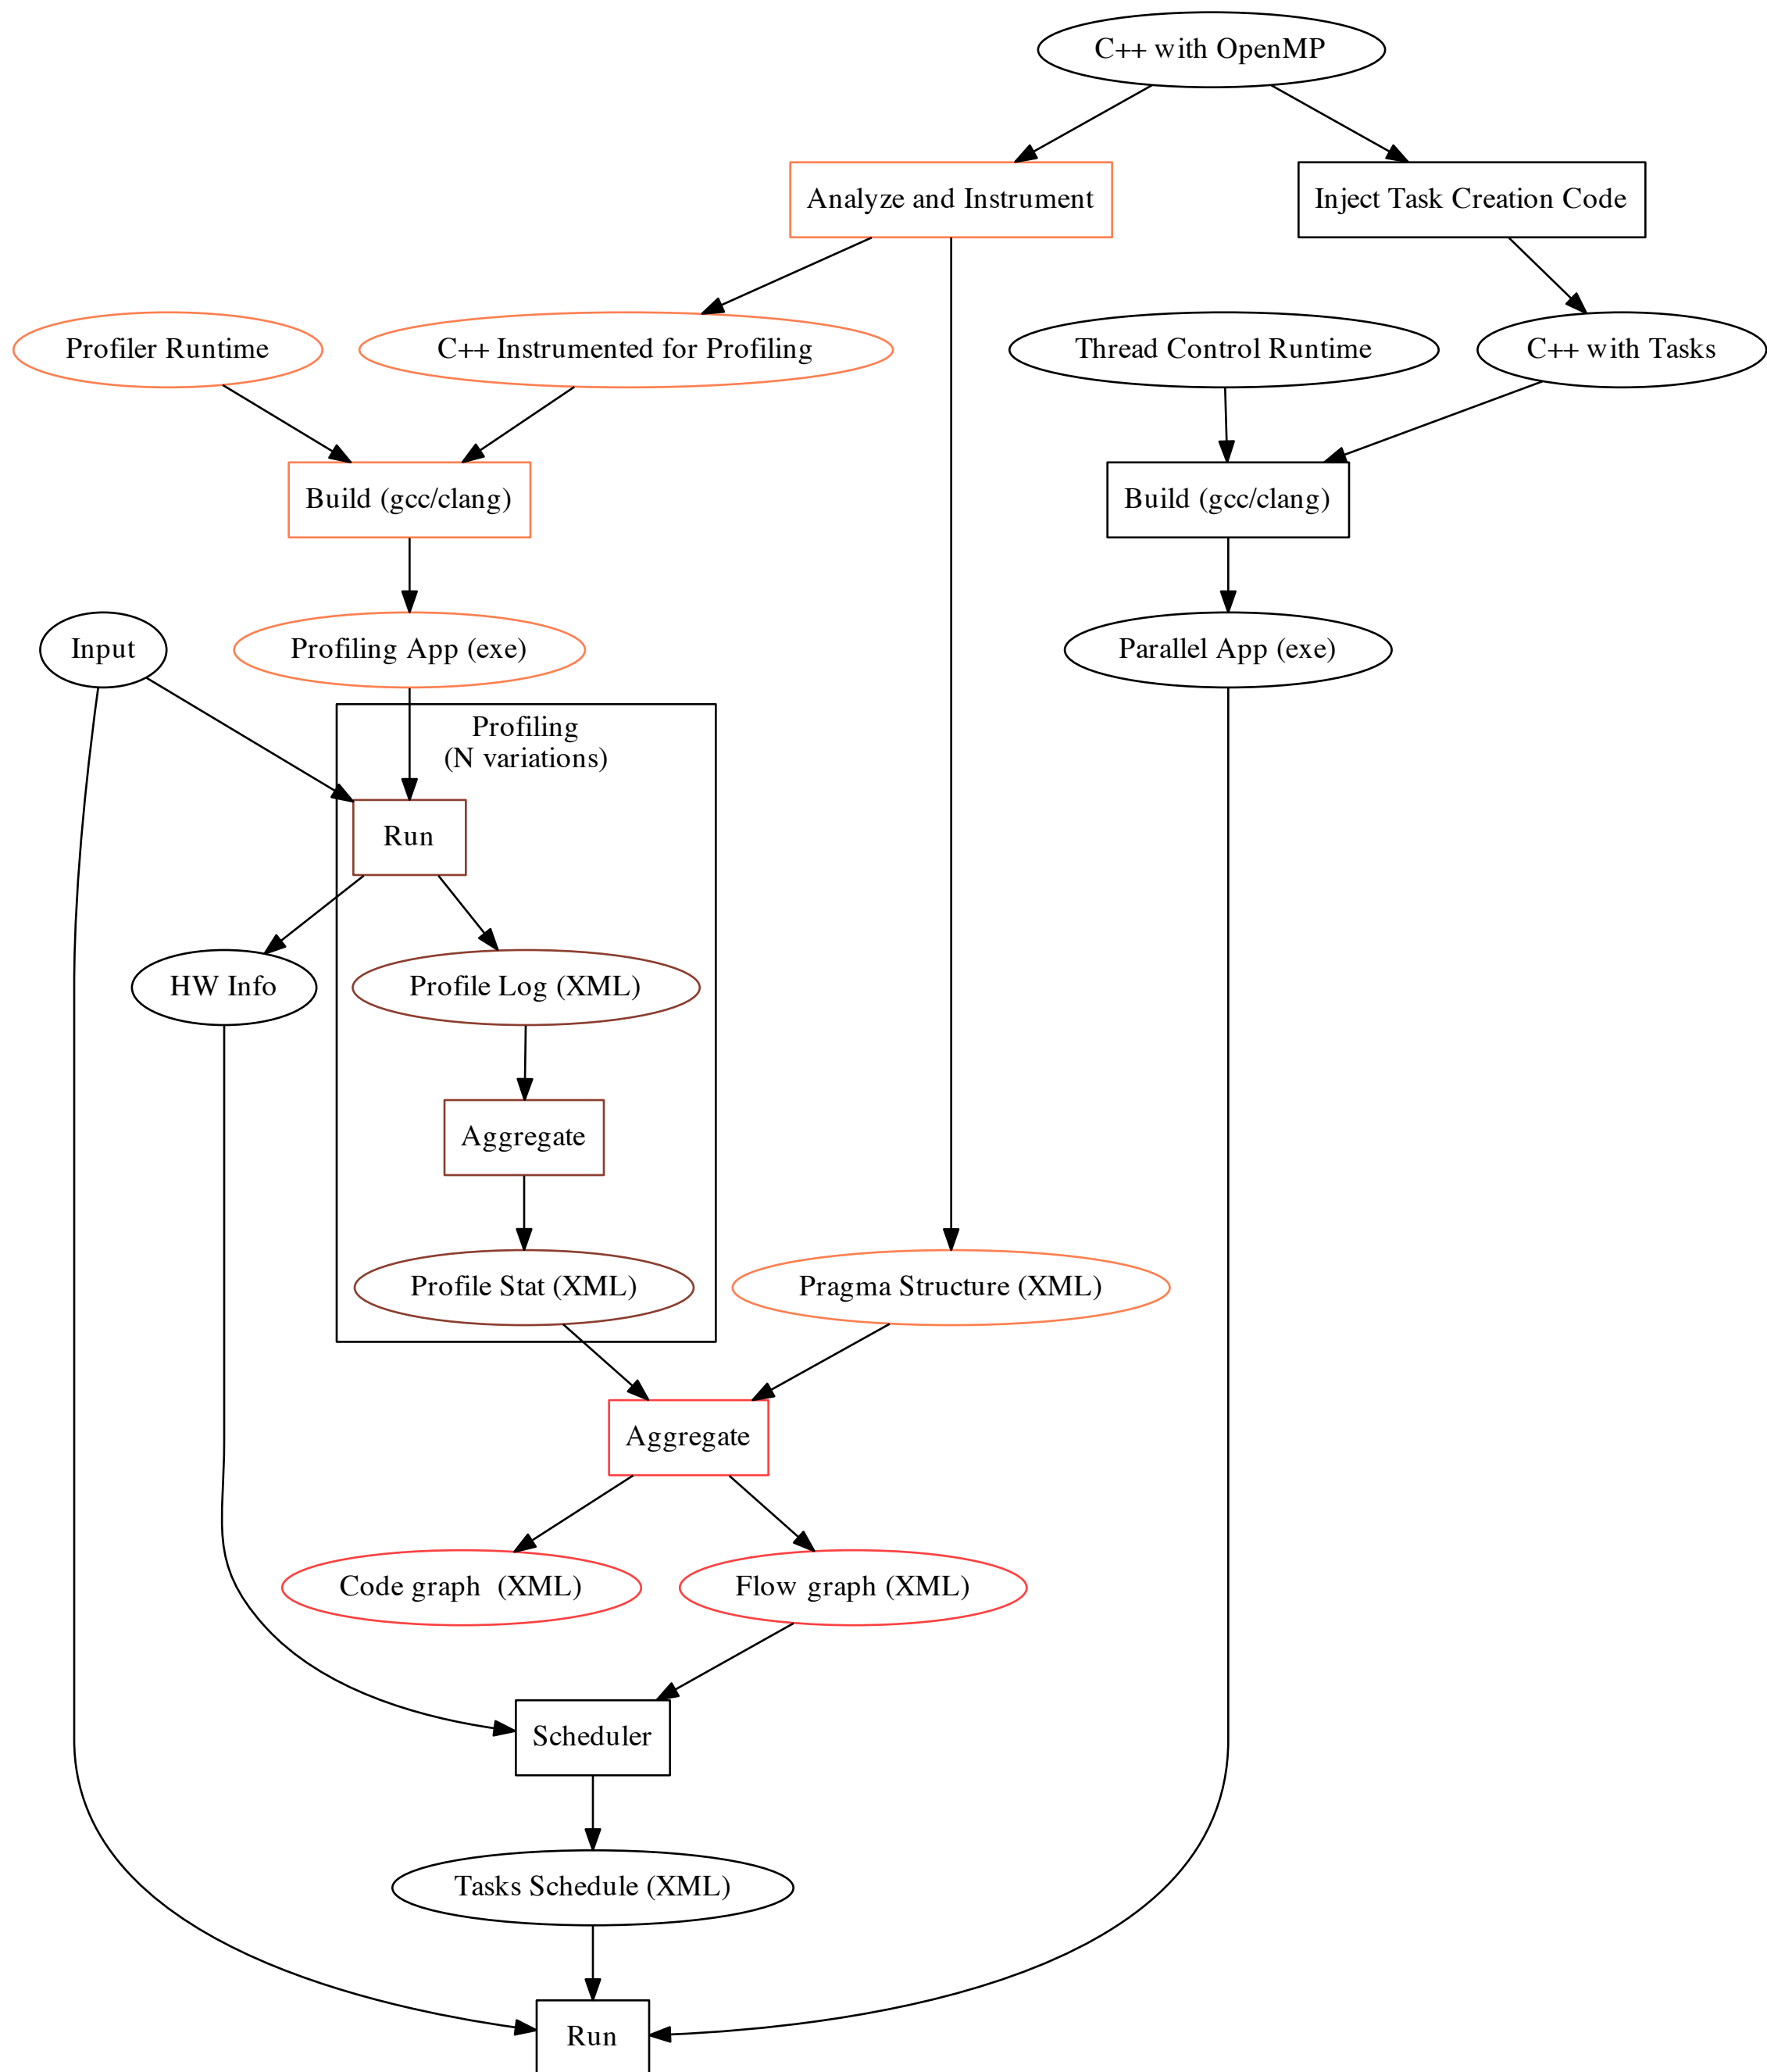 C++ with OpenMP
Analyze and Instrument
Inject Task Creation Code
Profiler Runtime
C++ Instrumented for Profiling
Thread Control Runtime
C++ with Tasks
Build (gcc/clang)
Build (gcc/clang)
Input
Profiling App (exe)
Parallel App (exe)
Profiling
(N variations)
Run
HW Info
Profile Log (XML)
Aggregate
Profile Stat (XML)
Pragma Structure (XML)
Aggregate
Code graph  (XML)
Flow graph (XML)
Scheduler
Tasks Schedule (XML)
Run